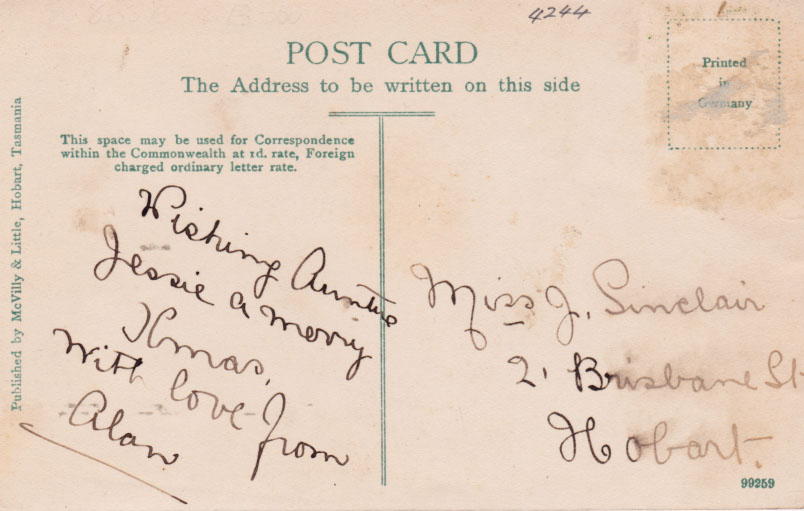 4244
POST CARD
The Address to be written on this side
Printed
in
Germany
This space may be used for Correspondence
within the Commonwealth at 1d. rate, Foreign
charged ordinary letter rate.
Published by McVilly & Little, Hobart, Tasmania
Wishing Auntie
Jessie a merry
Xmas,
With love from
Alan
Miss J. Sinclair
2' Brisbane St
Hobart.
99259